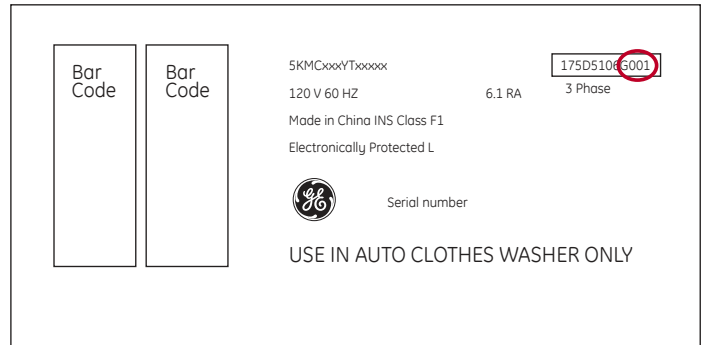 Bar
Code
Bar
Code
5KMCxxxYTxxxxx
175D5106G001
120 V 60 HZ
6.1 RA
3 Phase
Made in China INS Class F1
Electronically Protected L
GE
Serial number
USE IN AUTO CLOTHES WASHER ONLY